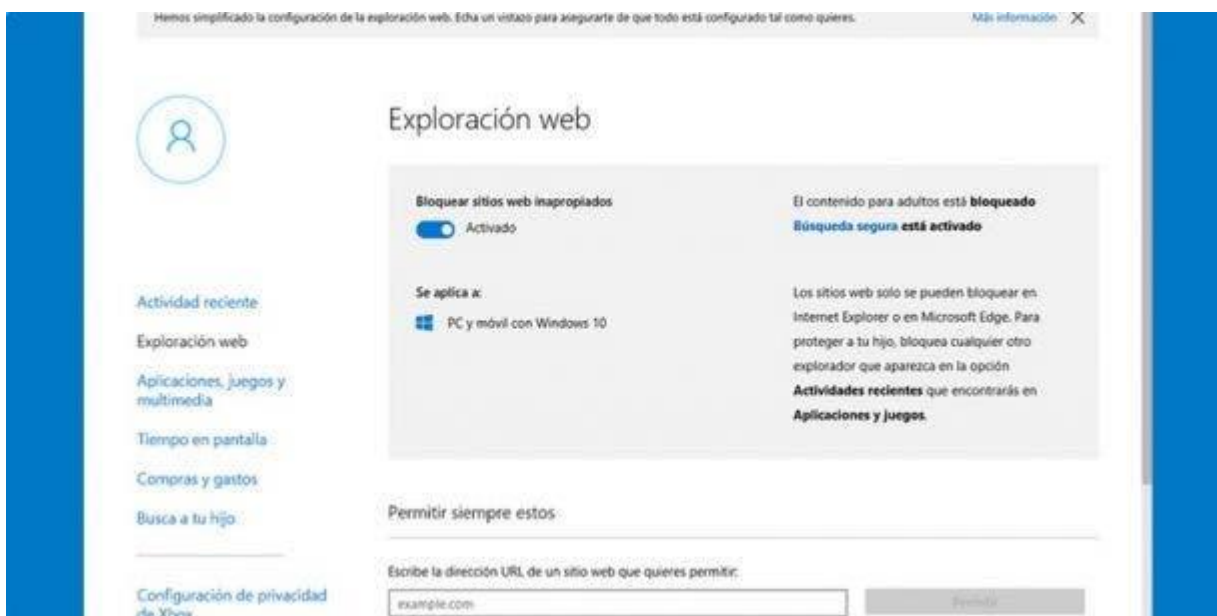 Hemos simplificado la configuración de la exploración web. Echa un vistazo para asegurarte de que todo está configurado tal como quieres.
Más información
Exploración web
Bloquear sitios web inapropiados
Activado
El contenido para adultos está bloqueado
Búsqueda segura está activado
Se aplica a:
PC y móvil con Windows 10
Los sitios web solo se pueden bloquear en
Internet Explorer o en Microsoft Edge. Para
proteger a tu hijo, bloquea cualquier otro
explorador que aparezca en la opción
Actividades recientes que encontrarás en
Aplicaciones y juegos.
Actividad reciente
Exploración web
Aplicaciones, juegos y
multimedia
Tiempo en pantalla
Compras y gastos
Busca a tu hijo
Configuración de privacidad
de Xbox
Permitir siempre estos
Escribe la dirección URL de un sitio web que quieres permitir:
example.com
Permitir